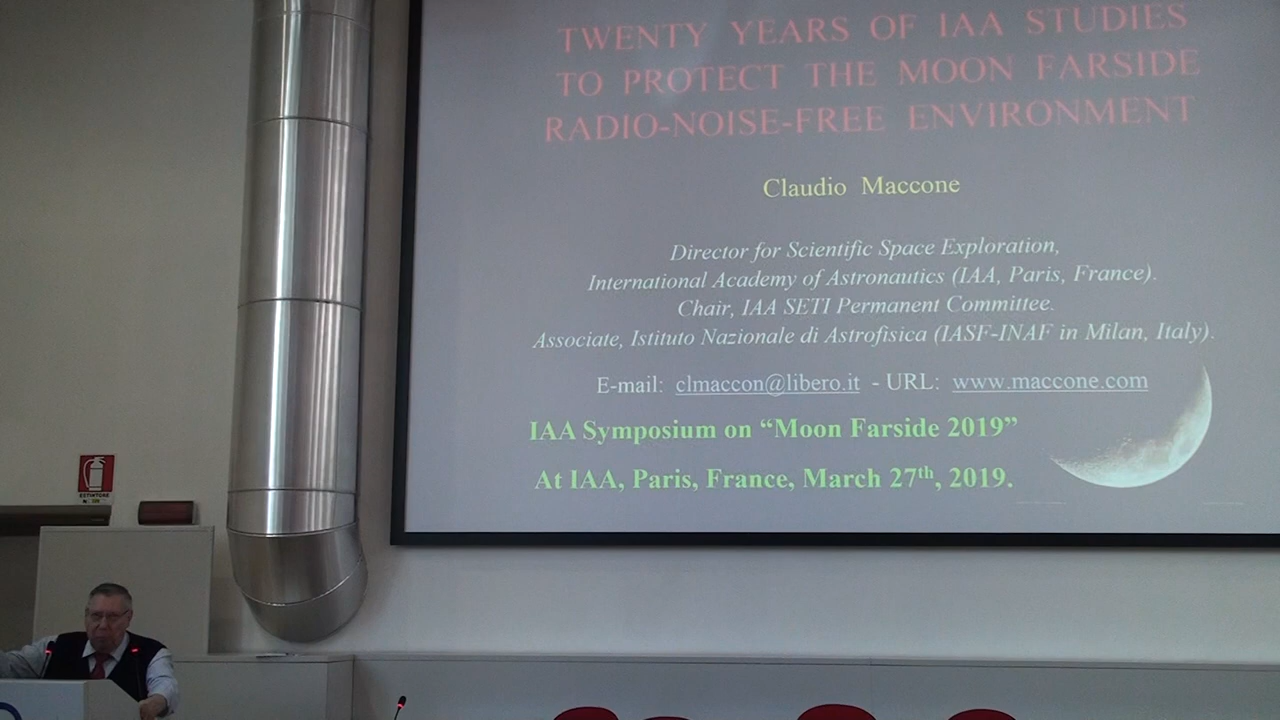 TWENTY YEARS OF IAA STUDIES
TO PROTECT THE MOON FARSIDE
RADIO-NOISE-FREE ENVIRONMENT
Claudio Maccone
Director for Scientific Space Exploration,
International Academy of Astronautics (IAA, Paris, France).
Chair, IAA SETI Permanent Committee.
Associate, Istituto Nazionale di Astrofisica (IASF-INAF in Milan, Italy).
E-mail: clmaccon@libero.it - URL: www.maccone.com
IAA Symposium on “Moon Farside 2019”
At IAA, Paris, France, March 27th, 2019.
ESTINTORE